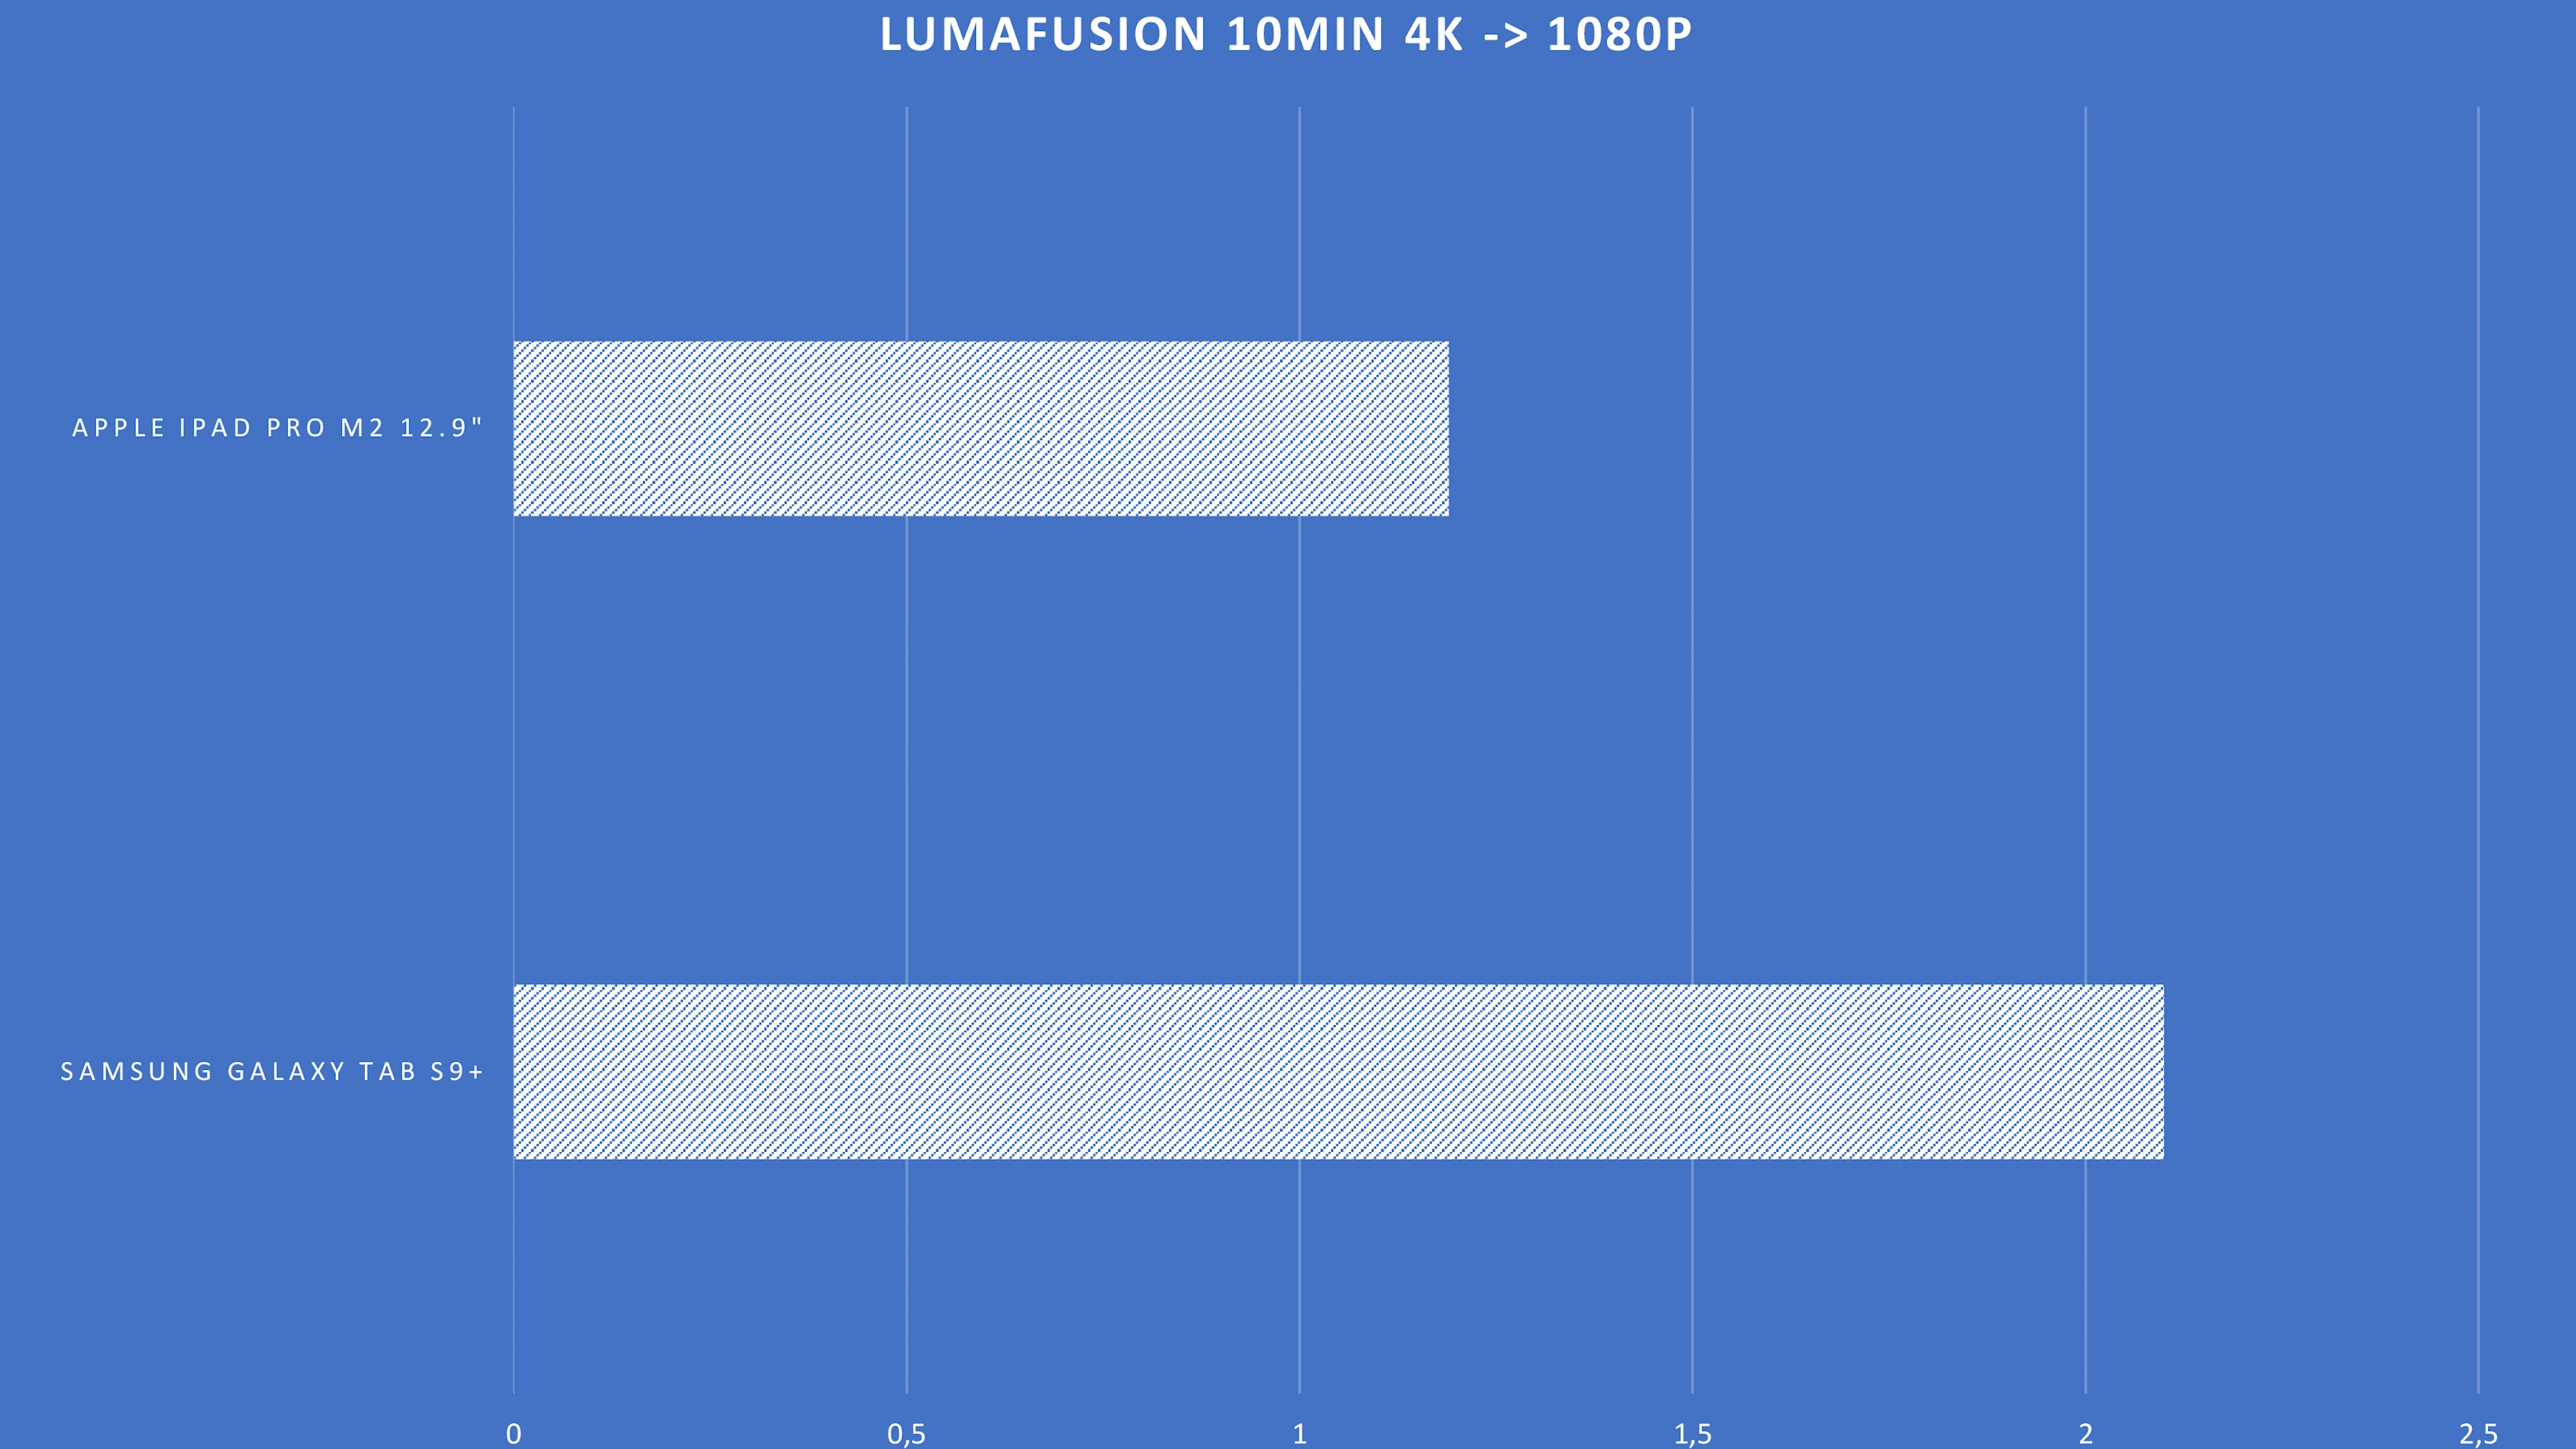 LUMAFUSION 10MIN 4K -> 1080P
APPLE IPAD PRO M2 12.9"
SAMSUNG GALAXY TAB S9+
0 0,5 1 1,5 2 2,5